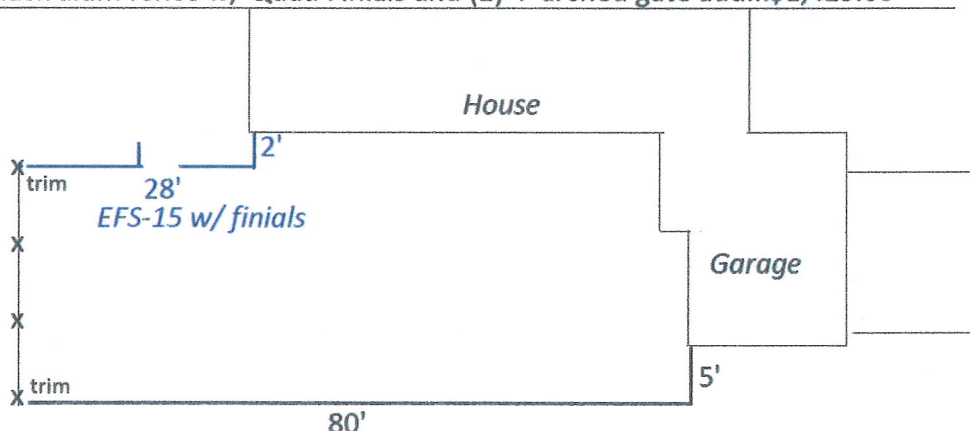 House
2'
X
trim
28'
EFS-15 w/ finials
X
Garage
X
5'
X trim
80'